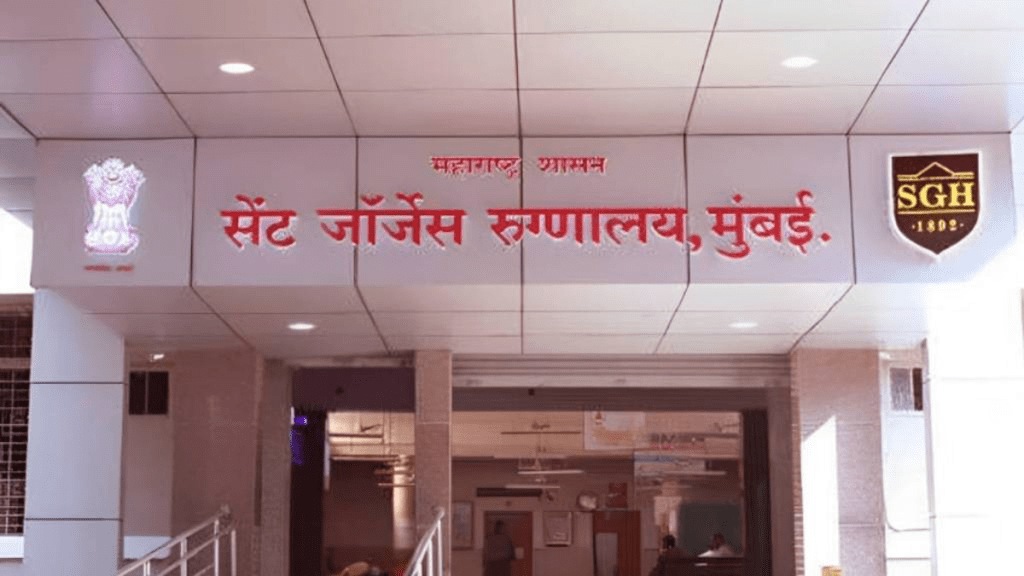 महाराष्ट्र शासन
सेंट जॉर्जेस रुग्णालय, मुंबई.
SGH
·1892·